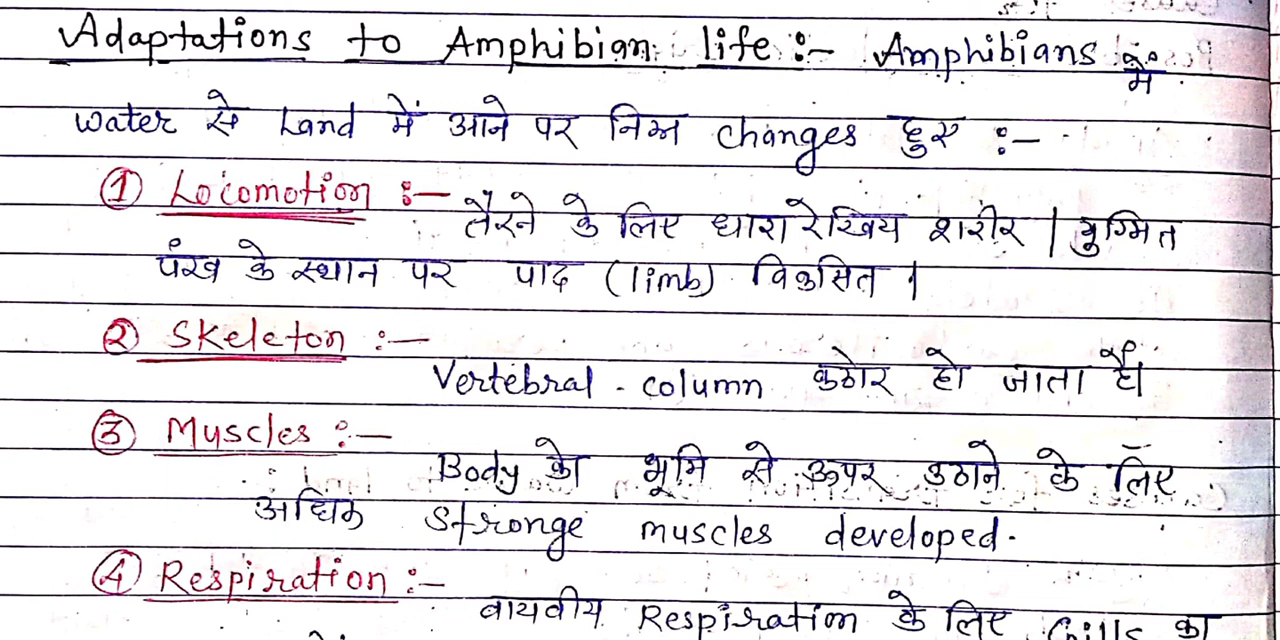 Adaptations to Amphibian life :- Amphibians में
water से Land में आने पर निम्न changes हुए :-
① Locomotion :- तैरने के लिए धारा रेखिय शरीर | युग्मित
पंख के स्थान पर पाद (limb) विकसित |
② Skeleton :- Vertebral - column कठोर हो जाता है।
③ Muscles :- Body को भूमि से ऊपर उठाने के लिए
अधिक stronge muscles developed.
④ Respiration :- वायवीय Respiration के लिए Gills का